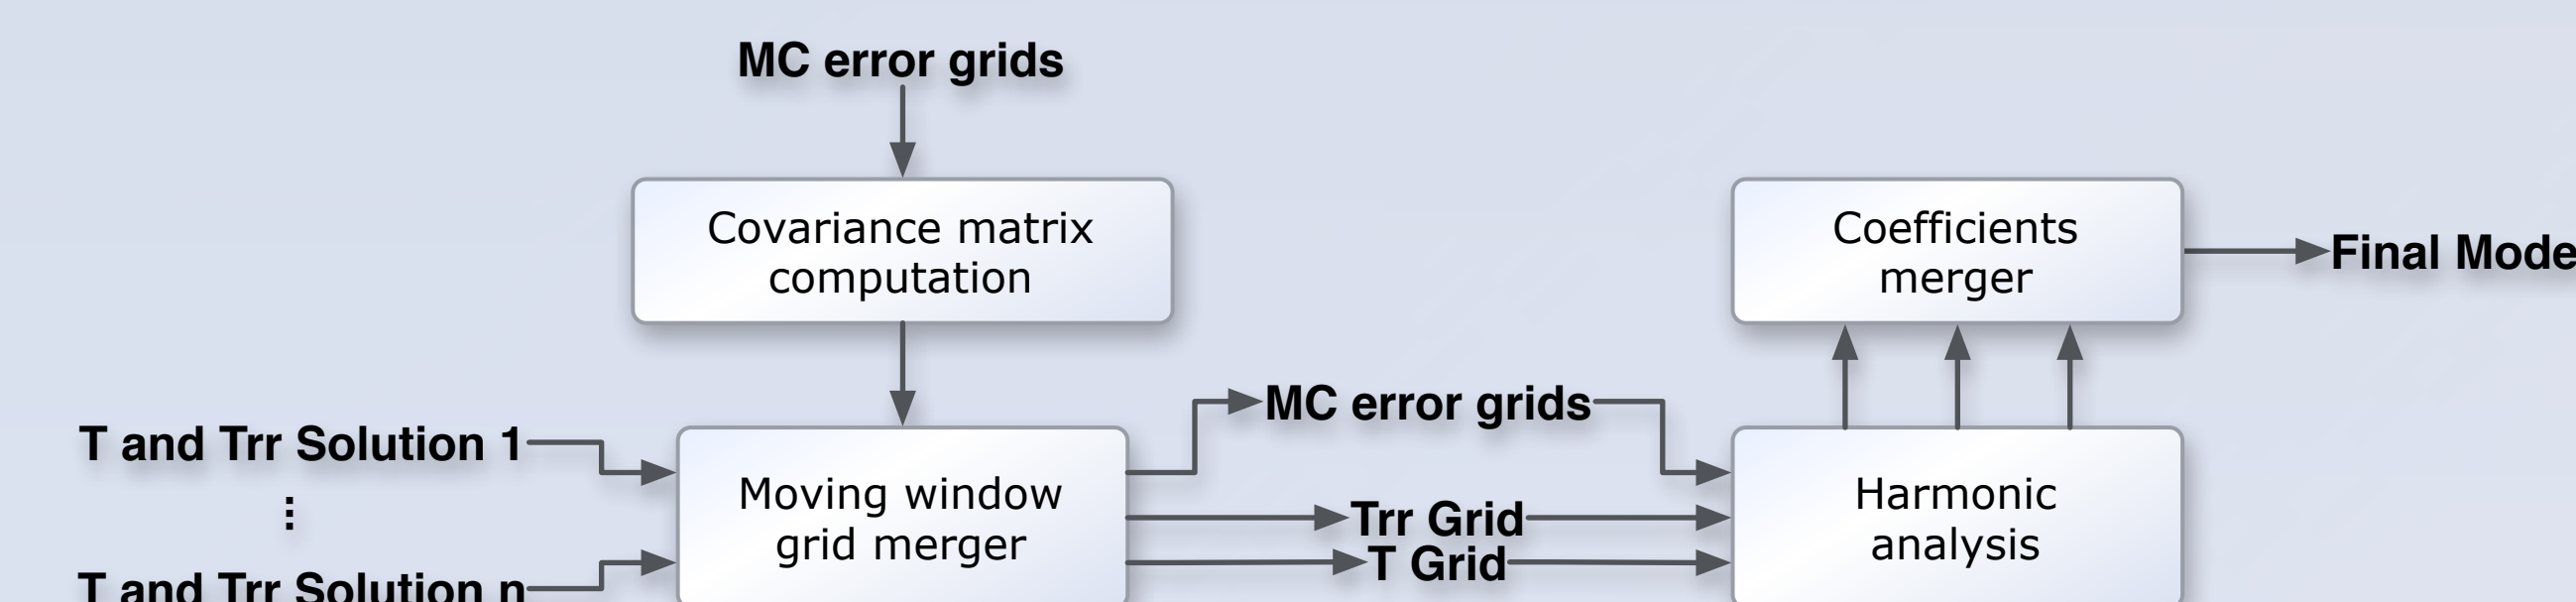 MC error grids
Covariance matrix
computation
Coefficients
merger
Final Mode
MC error grids
T and Trr Solution 1
⋮
Moving window
grid merger
Harmonic
analysis
Trr Grid
T Grid
T and Trr Solution n